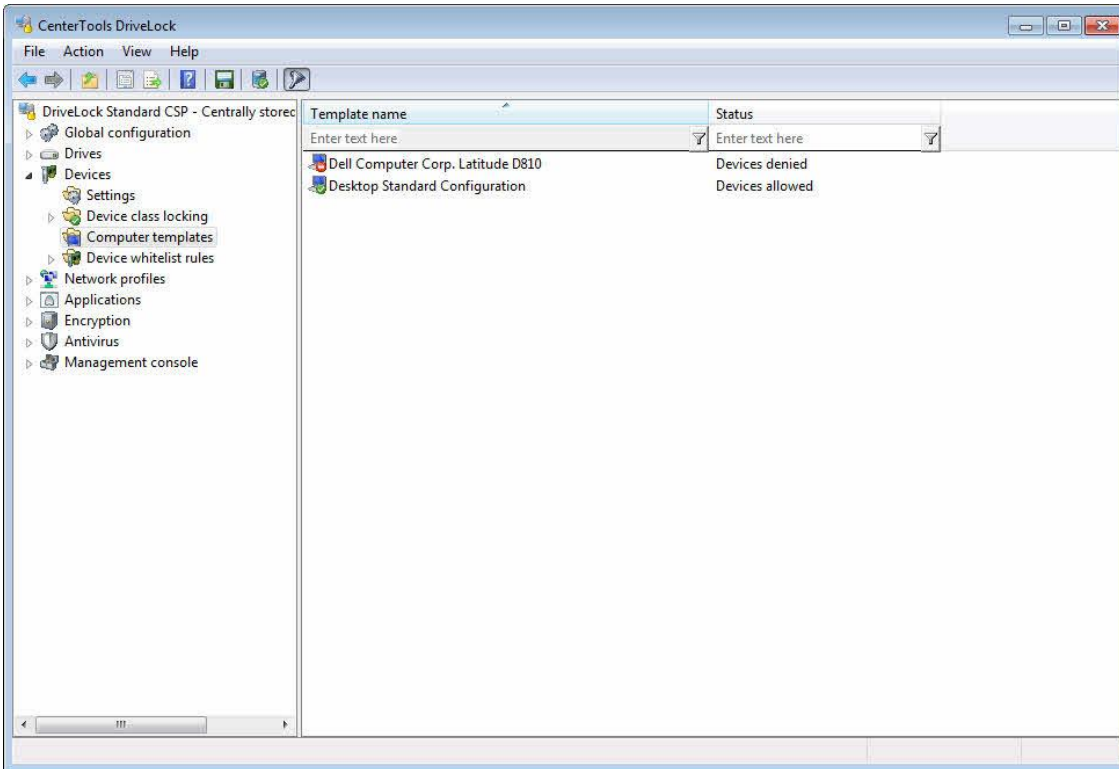 CenterTools DriveLock
File Action View Help
DriveLock Standard CSP - Centrally storec
Global configuration
Drives
Devices
Settings
Device class locking
Computer templates
Device whitelist rules
Network profiles
Applications
Encryption
Antivirus
Management console
Template name Status
Enter text here Enter text here
Dell Computer Corp. Latitude D810 Devices denied
Desktop Standard Configuration Devices allowed